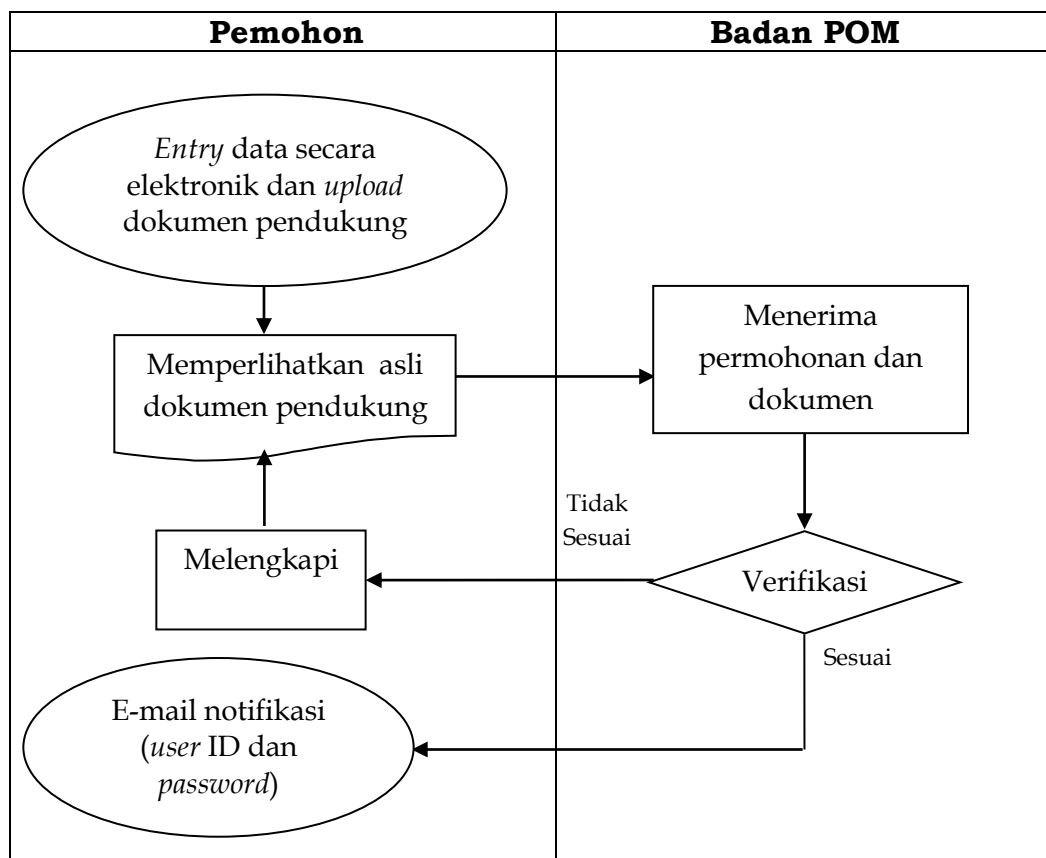 Pemohon
Badan POM
Entry data secara
elektronik dan upload
dokumen pendukung
Memperlihatkan asli
dokumen pendukung
Menerima
permohonan dan
dokumen
Tidak
Sesuai
Melengkapi
Verifikasi
Sesuai
E-mail notifikasi
(user ID dan
password)